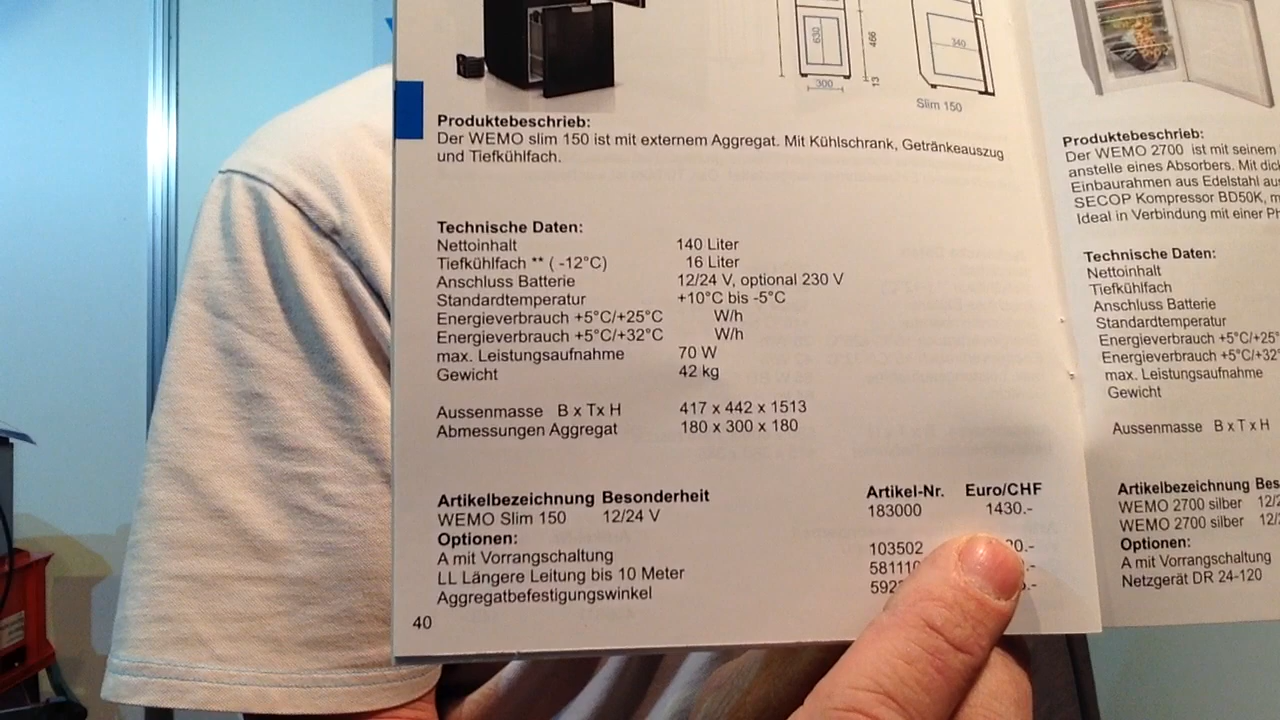 630
466
13
300
340
Slim 150
Produktebeschrieb:
Der WEMO slim 150 ist mit externem Aggregat. Mit Kühlschrank, Getränkeauszug
und Tiefkühlfach.
Technische Daten:
Nettoinhalt 140 Liter
Tiefkühlfach ** ( -12°C) 16 Liter
Anschluss Batterie 12/24 V, optional 230 V
Standardtemperatur +10°C bis -5°C
Energieverbrauch +5°C/+25°C W/h
Energieverbrauch +5°C/+32°C W/h
max. Leistungsaufnahme 70 W
Gewicht 42 kg
Aussenmasse B x Tx H 417 x 442 x 1513
Abmessungen Aggregat 180 x 300 x 180
Artikelbezeichnung Besonderheit Artikel-Nr. Euro/CHF
WEMO Slim 150 12/24 V 183000 1430.-
Optionen:
A mit Vorrangschaltung 103502
LL Längere Leitung bis 10 Meter 581110
Aggregatbefestigungswinkel
40
Produktebeschrieb:
Der WEMO 2700 ist mit seinem
anstelle eines Absorbers. Mit
Einbaurahmen aus Edelstahl
SECOP Kompressor BD50K,
Ideal in Verbindung mit einer
Technische Daten:
Nettoinhalt
Tiefkühlfach
Anschluss Batterie
Standardtemperatur
Energieverbrauch +5°C/+25°
Energieverbrauch +5°C/+32°
max. Leistungsaufnahme
Gewicht
Aussenmasse B x T x H
Artikelbezeichnung Bes
WEMO 2700 silber 12/2
WEMO 2700 silber 12/
Optionen:
A mit Vorrangschaltung
Netzgerät DR 24-120